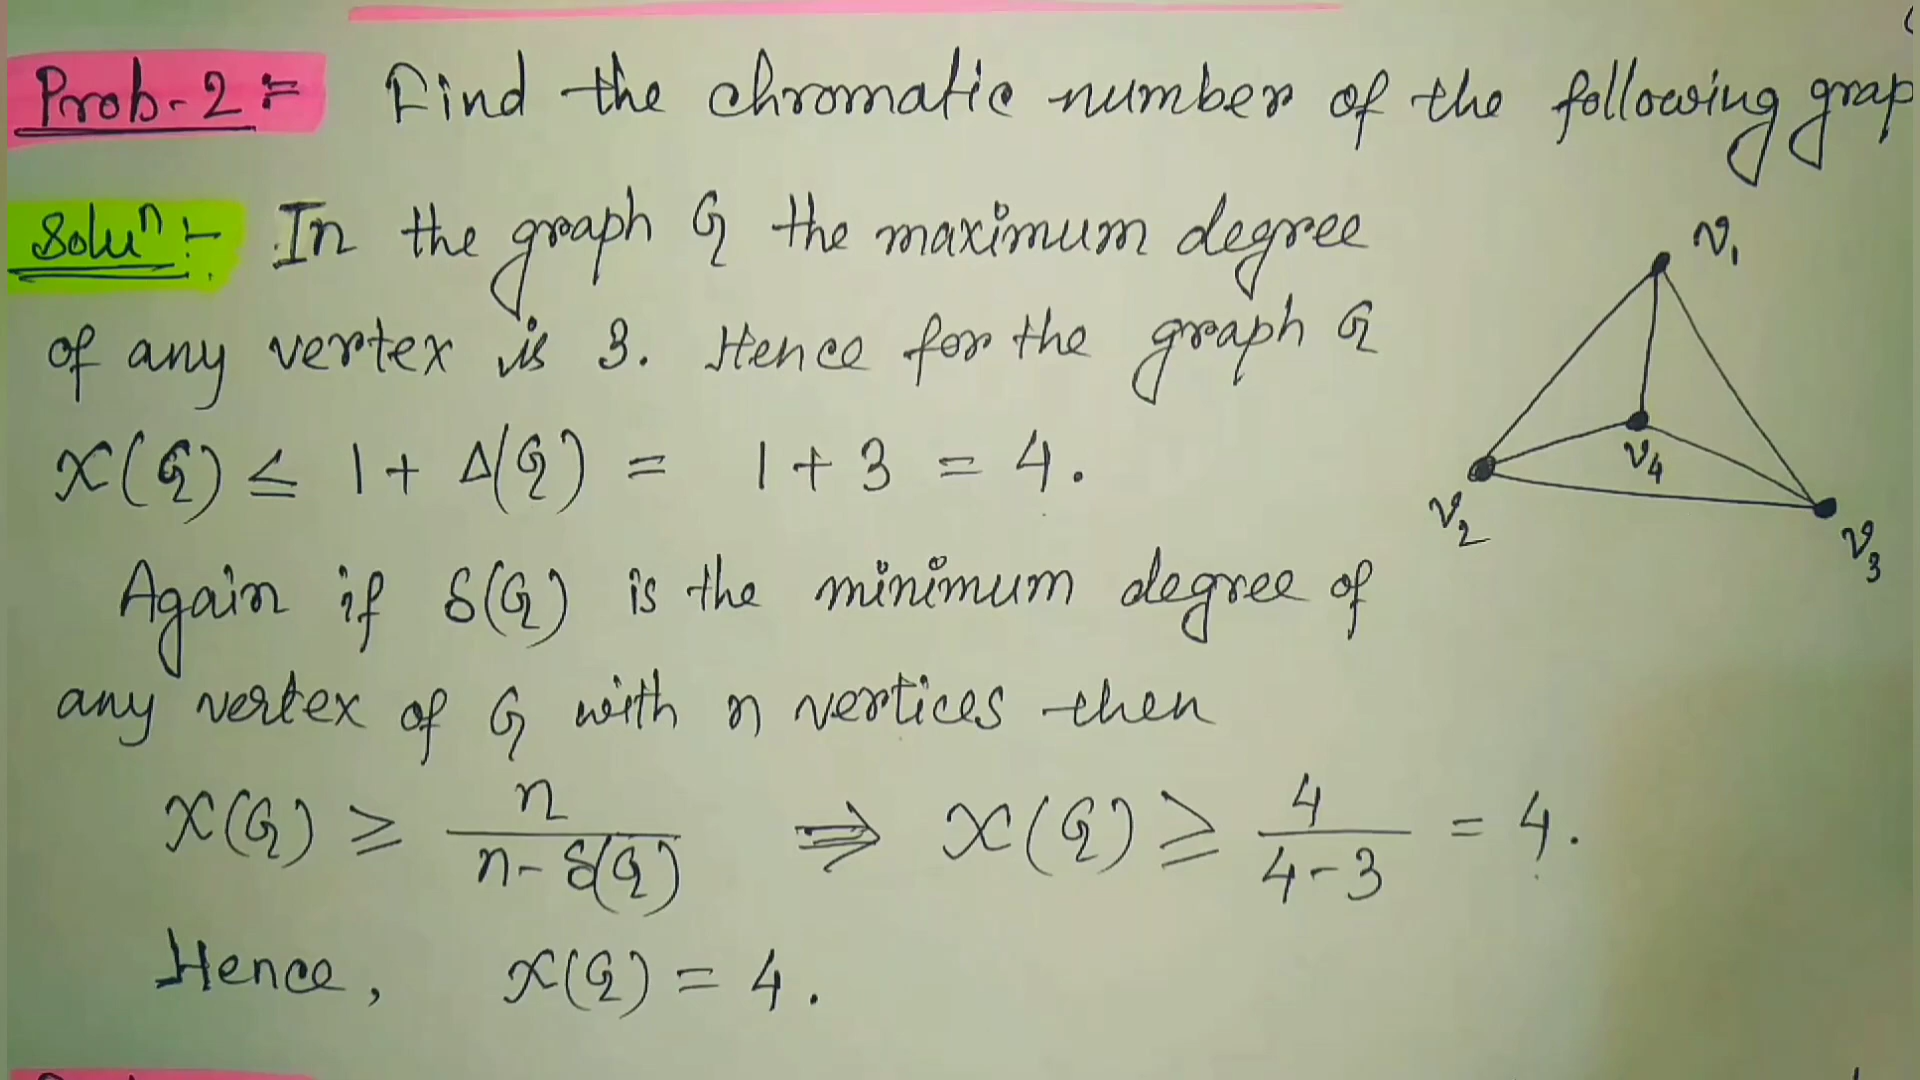 Prob-2 :- Find the chromatic number of the following grap
Soluⁿ :- In the graph G the maximum degree
of any vertex is 3. Hence for the graph G
χ(G) ≤ 1 + Δ(G) = 1 + 3 = 4.
Again if δ(G) is the minimum degree of
any vertex of G with n vertices then
χ(G) ≥ n/(n-δ(G)) ⇒ χ(G) ≥ 4/(4-3) = 4.
Hence, χ(G) = 4.
v₁
v₄
v₂
v₃